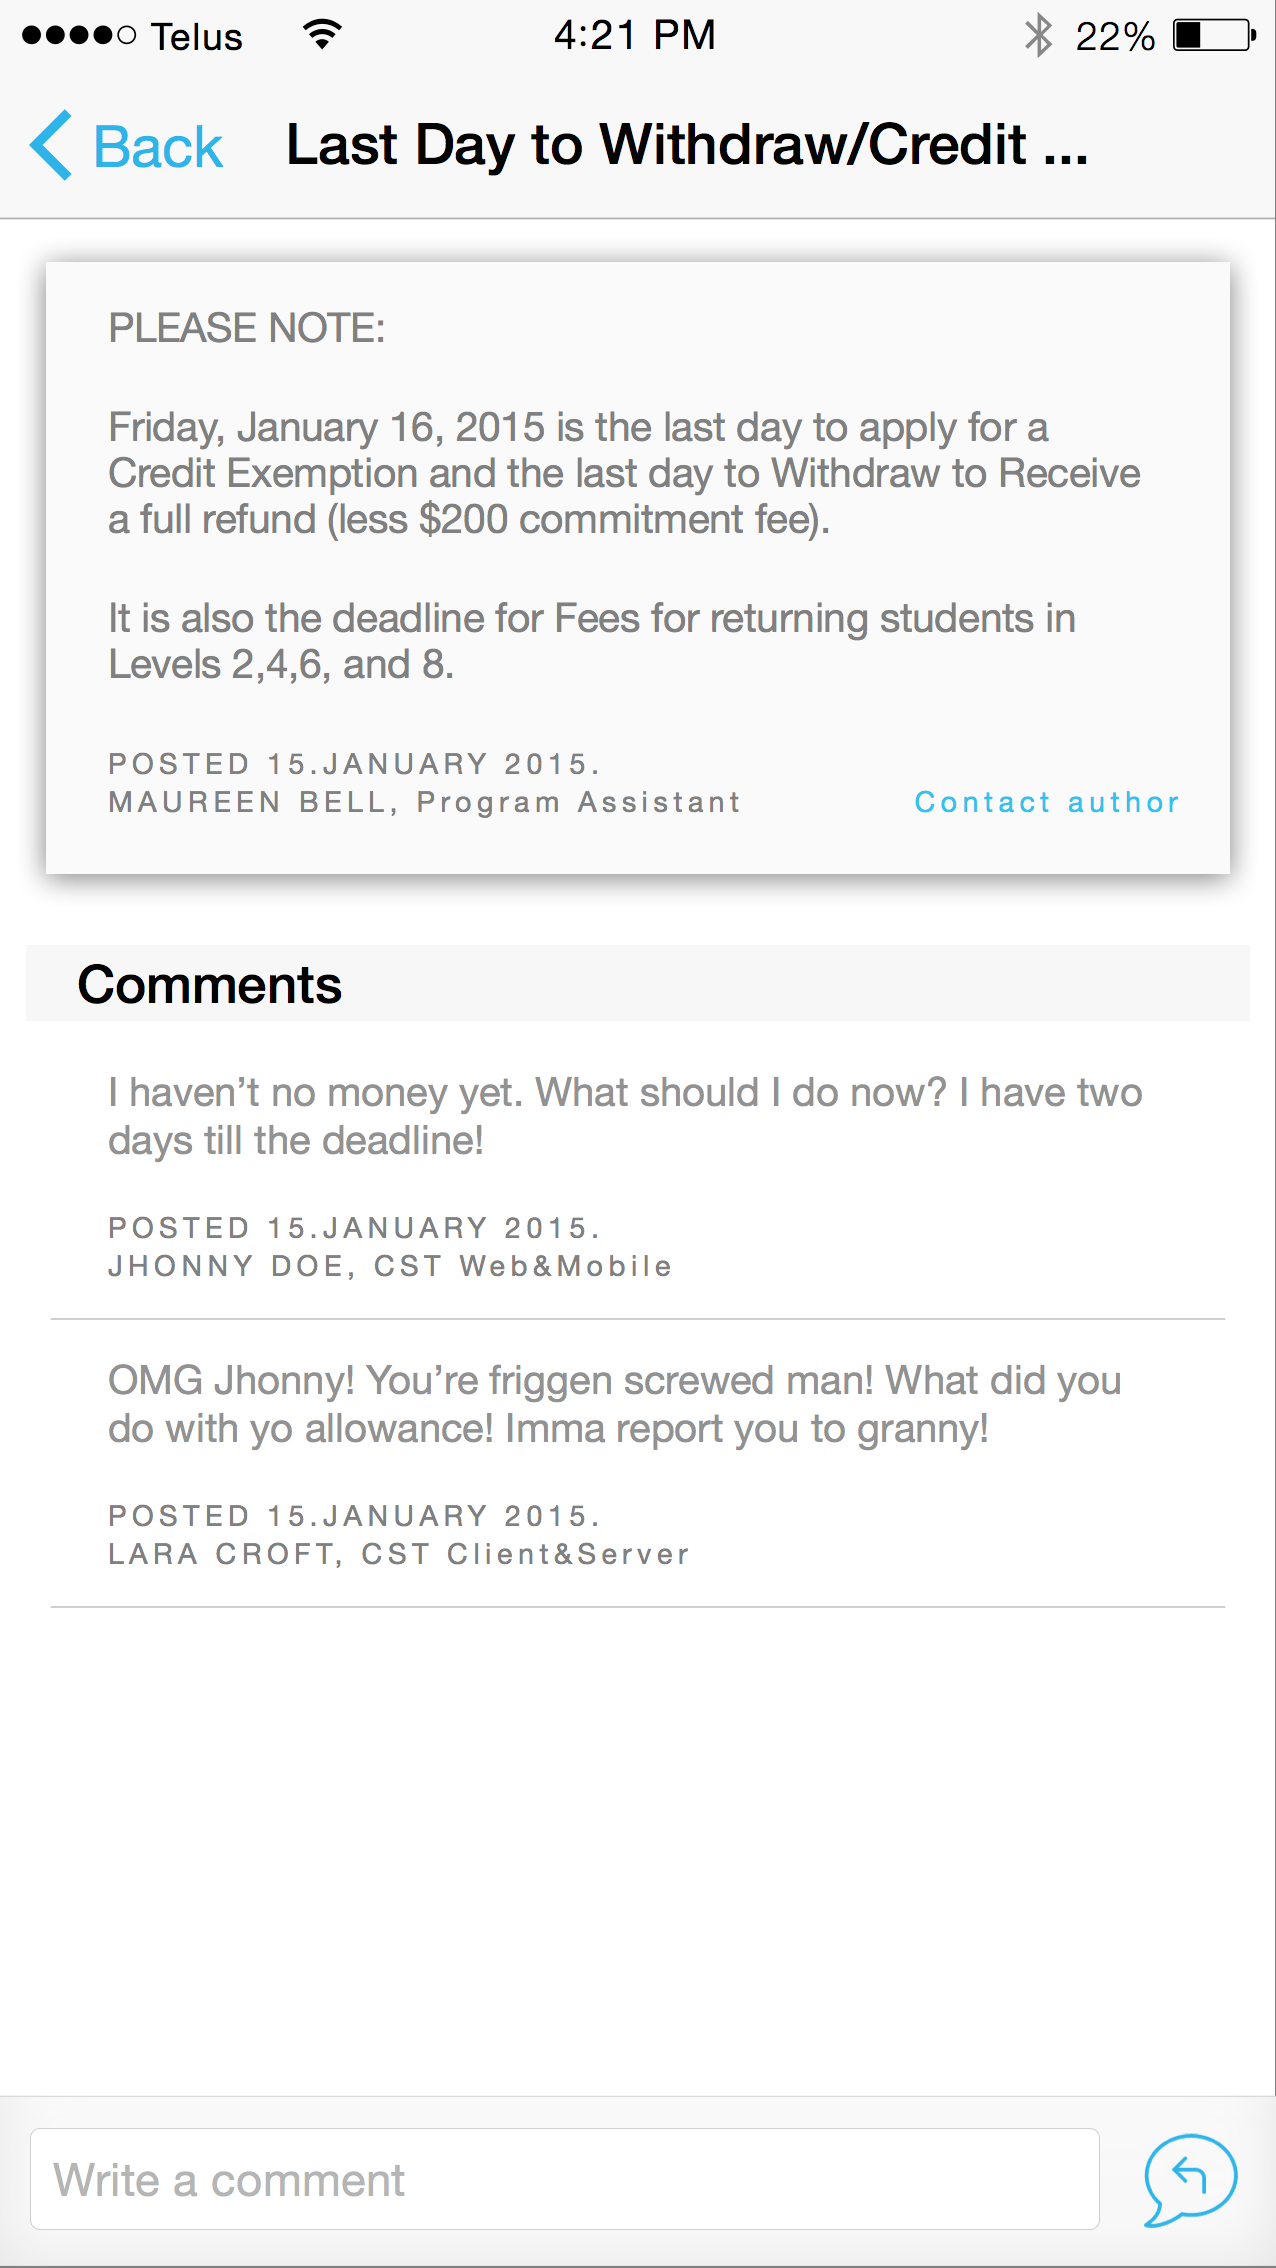 Telus 4:21 PM 22%
Back Last Day to Withdraw/Credit ...
PLEASE NOTE:
Friday, January 16, 2015 is the last day to apply for a
Credit Exemption and the last day to Withdraw to Receive
a full refund (less $200 commitment fee).
It is also the deadline for Fees for returning students in
Levels 2,4,6, and 8.
POSTED 15.JANUARY 2015.
MAUREEN BELL, Program Assistant Contact author
Comments
I haven’t no money yet. What should I do now? I have two
days till the deadline!
POSTED 15.JANUARY 2015.
JHONNY DOE, CST Web&Mobile
OMG Jhonny! You’re friggen screwed man! What did you
do with yo allowance! Imma report you to granny!
POSTED 15.JANUARY 2015.
LARA CROFT, CST Client&Server
Write a comment